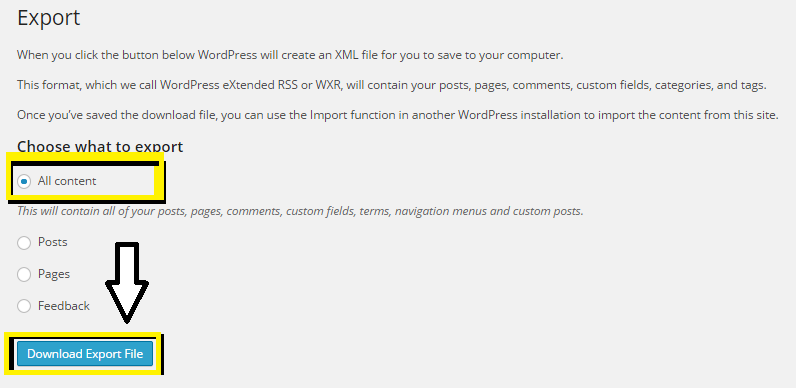 Export
When you click the button below WordPress will create an XML file for you to save to your computer.
This format, which we call WordPress eXtended RSS or WXR, will contain your posts, pages, comments, custom fields, categories, and tags.
Once you've saved the download file, you can use the Import function in another WordPress installation to import the content from this site.
Choose what to export
All content
This will contain all of your posts, pages, comments, custom fields, terms, navigation menus and custom posts.
Posts
Pages
Feedback
Download Export File